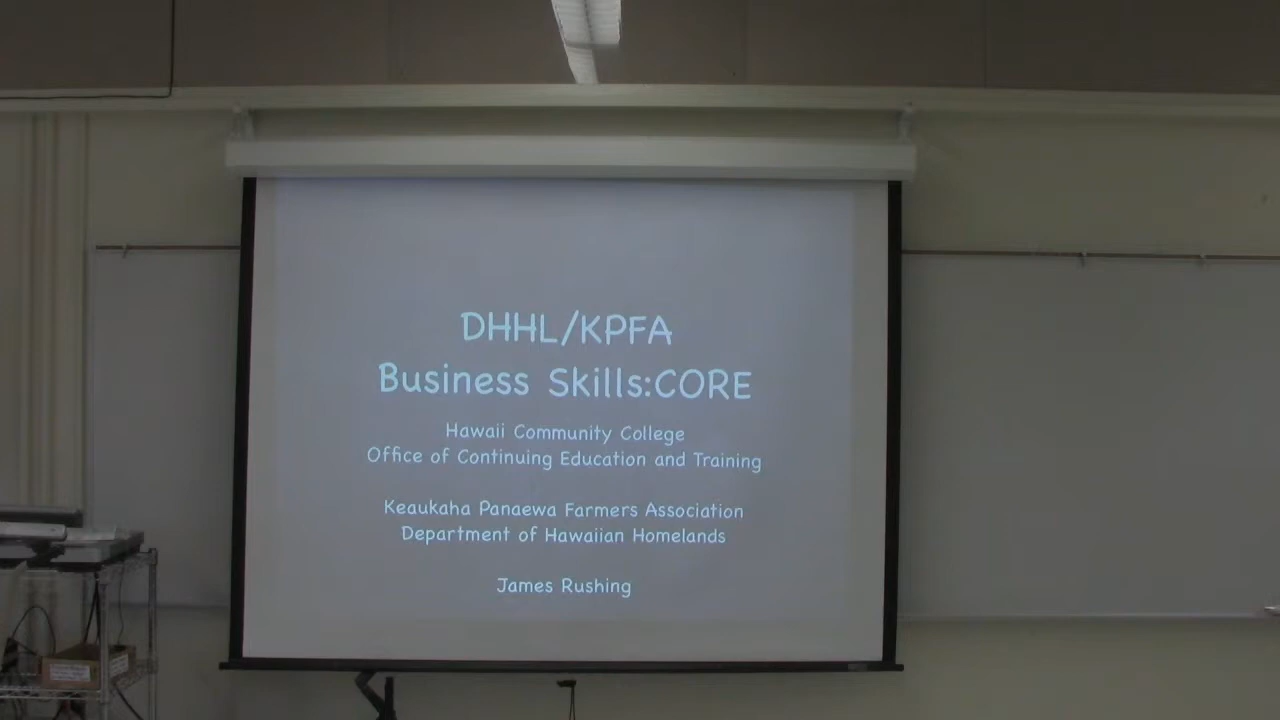 DHHL/KPFA
Business Skills:CORE
Hawaii Community College
Office of Continuing Education and Training
Keaukaha Panaewa Farmers Association
Department of Hawaiian Homelands
James Rushing